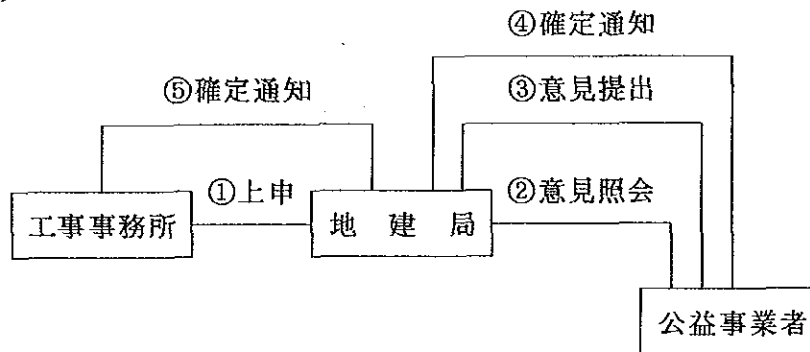 ④確定通知
⑤確定通知
③意見提出
①上申
②意見照会
工事事務所
地建局
公益事業者